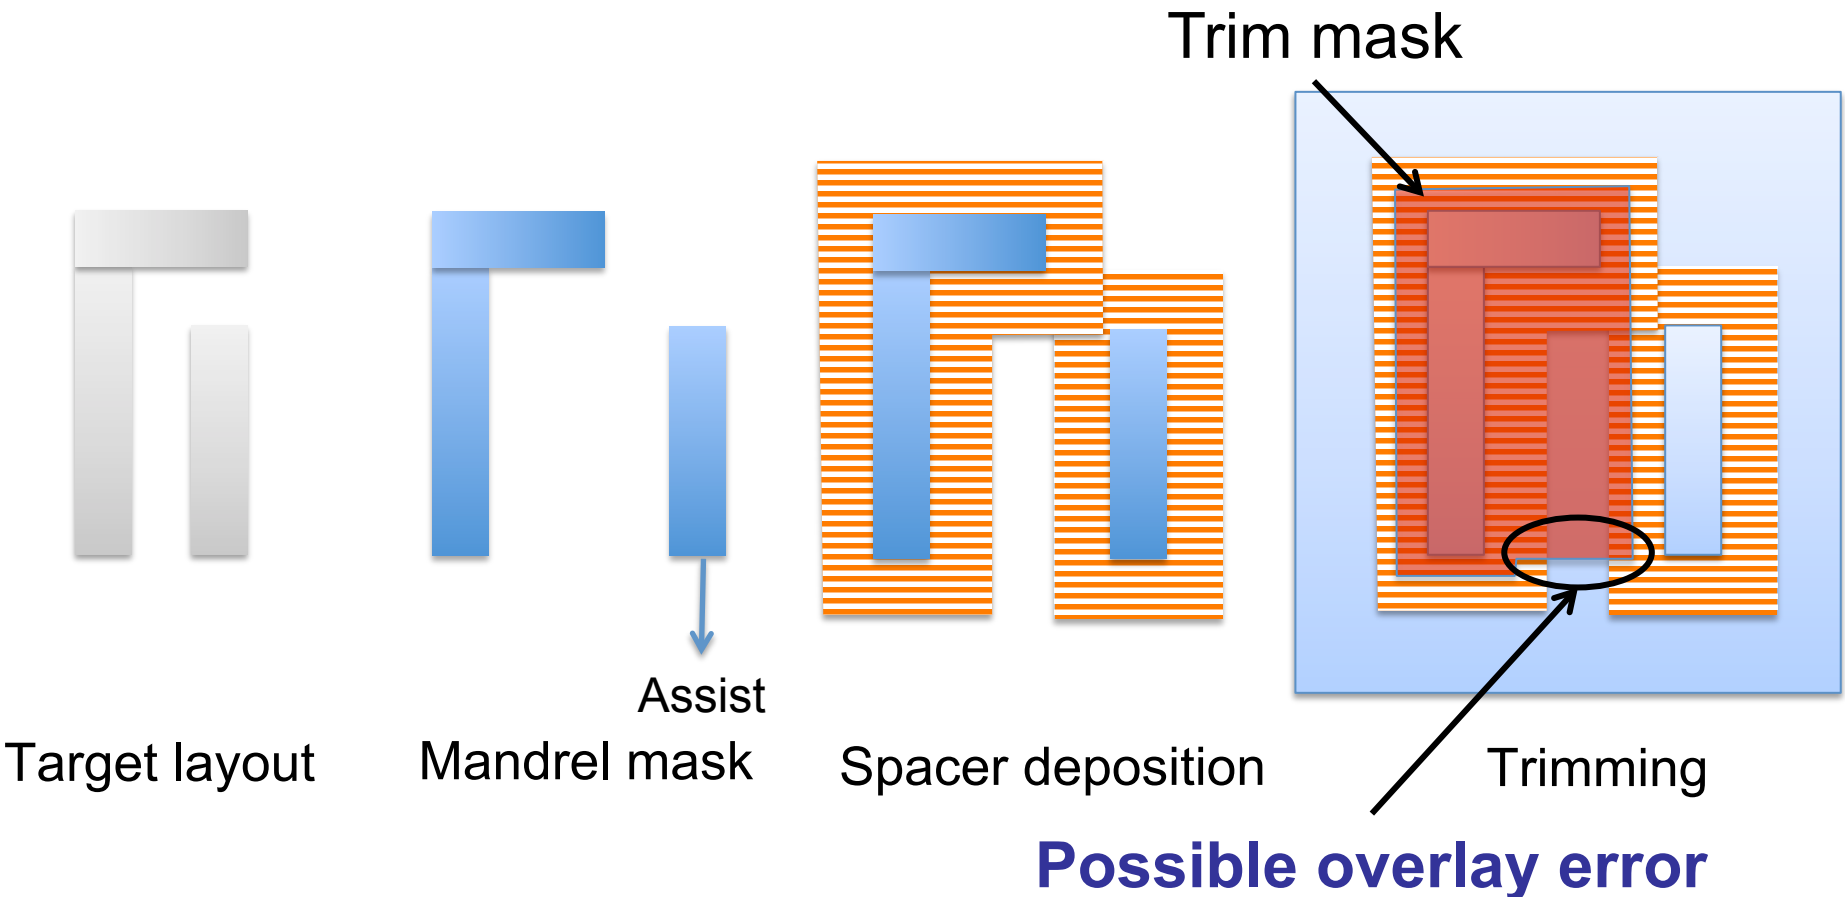 Trim mask
Assist
Target layout
Mandrel mask
Spacer deposition
Trimming
Possible overlay error